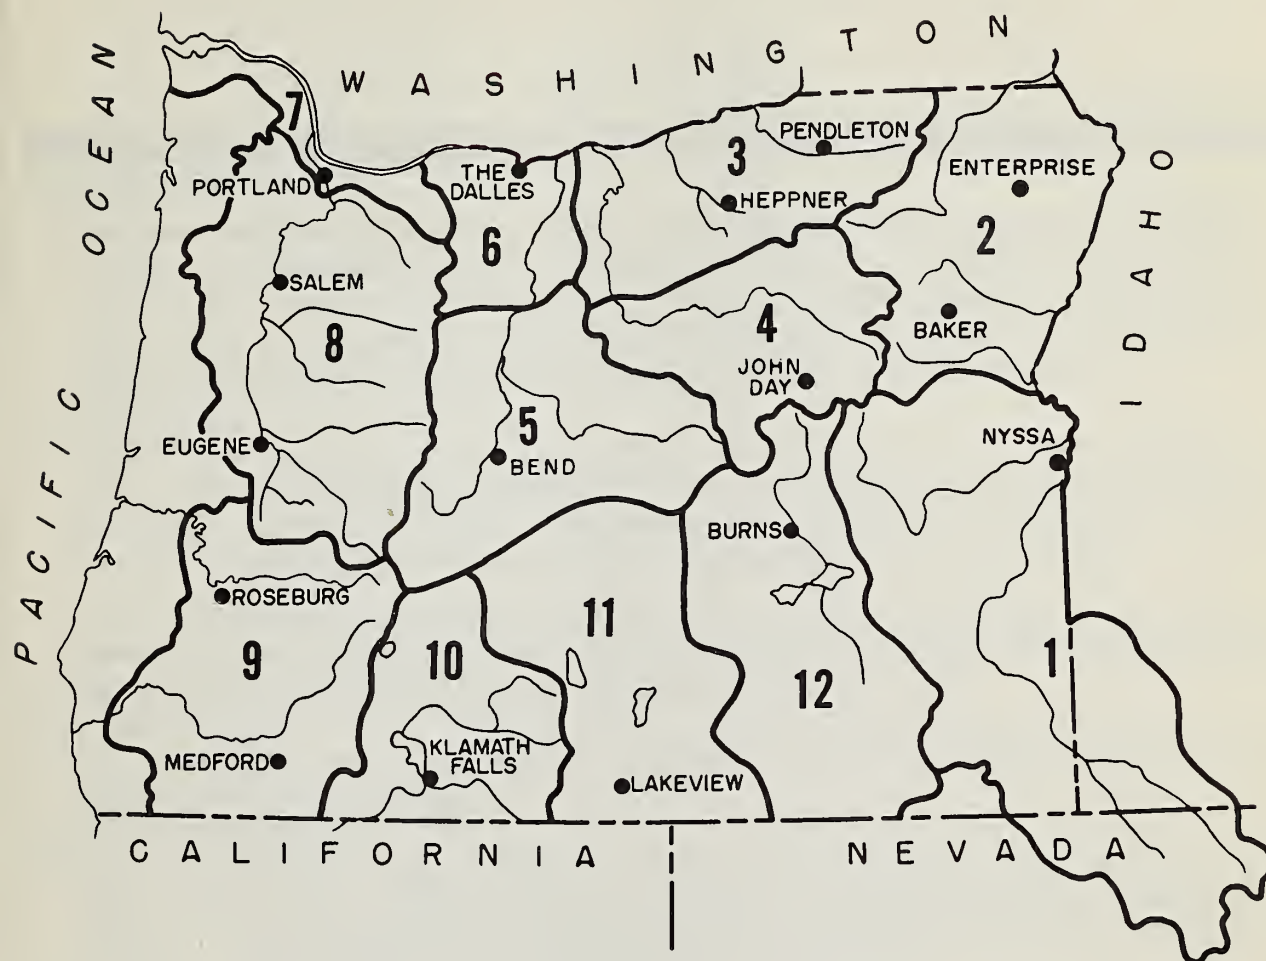 PACIFIC OCEAN
WASHINGTON
IDAHO
7
PORTLAND
THE
DALLES
6
3
PENDLETON
HEPPNER
ENTERPRISE
2
BAKER
SALEM
8
4
JOHN
DAY
EUGENE
5
BEND
NYSSA
BURNS
ROSEBURG
9
10
11
12
1
MEDFORD
KLAMATH
FALLS
LAKEVIEW
CALIFORNIA
NEVADA